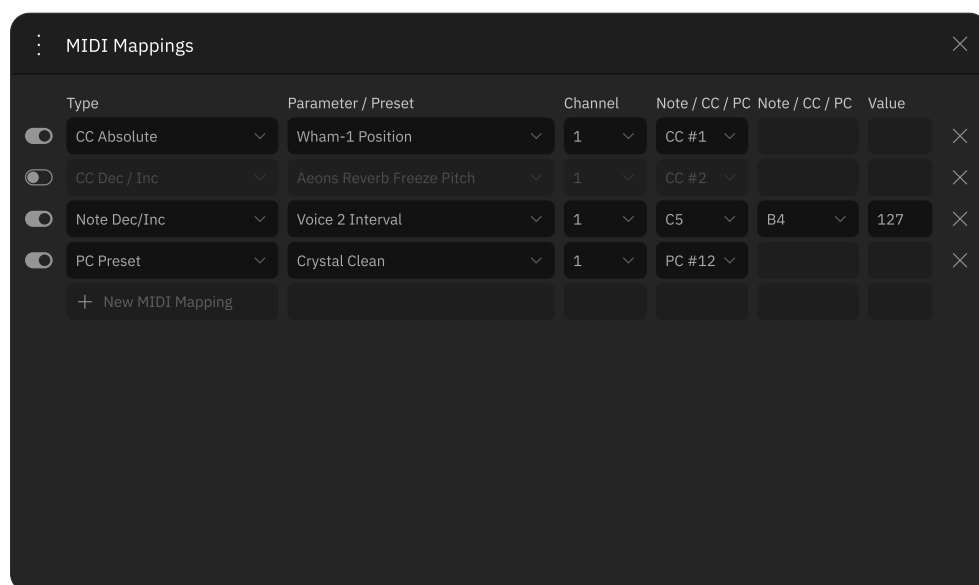 MIDI Mappings
Type Parameter / Preset Channel Note / CC / PC Note / CC / PC Value
CC Absolute Wham-1 Position 1 CC #1
CC Dec / Inc Aeons Reverb Freeze Pitch 1 CC #2
Note Dec/Inc Voice 2 Interval 1 C5 B4 127
PC Preset Crystal Clean 1 PC #12
+ New MIDI Mapping